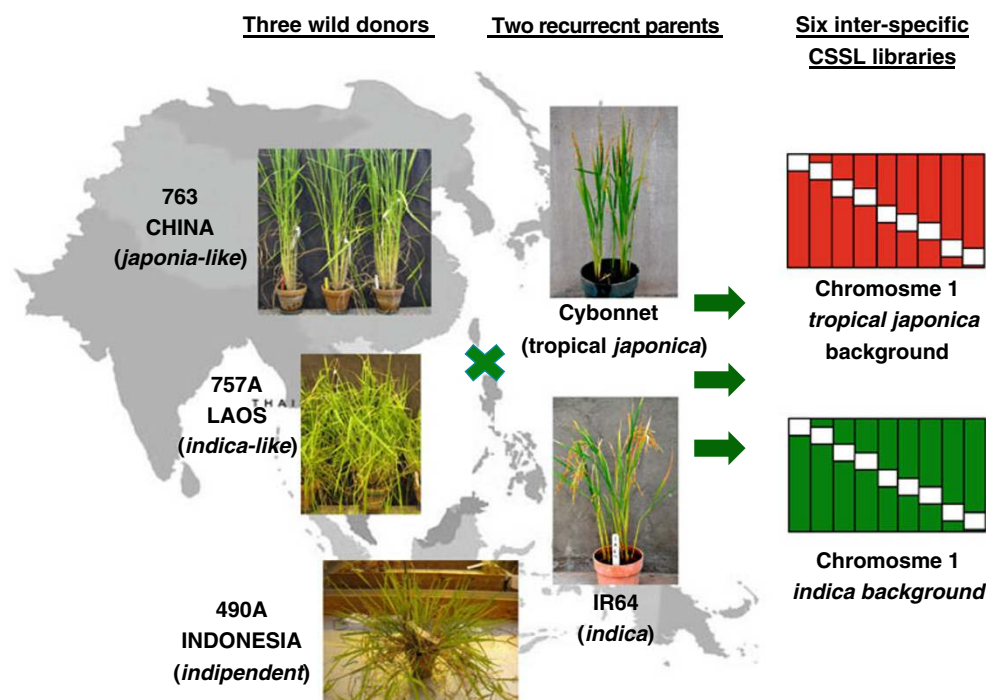 Three wild donors
Two recurrecnt parents
Six inter-specific
CSSL libraries
763
CHINA
(japonia-like)
757A
LAOS
(indica-like)
THAI
490A
INDONESIA
(indipendent)
Cybonnet
(tropical japonica)
IR64
(indica)
Chromosme 1
tropical japonica
background
Chromosme 1
indica background